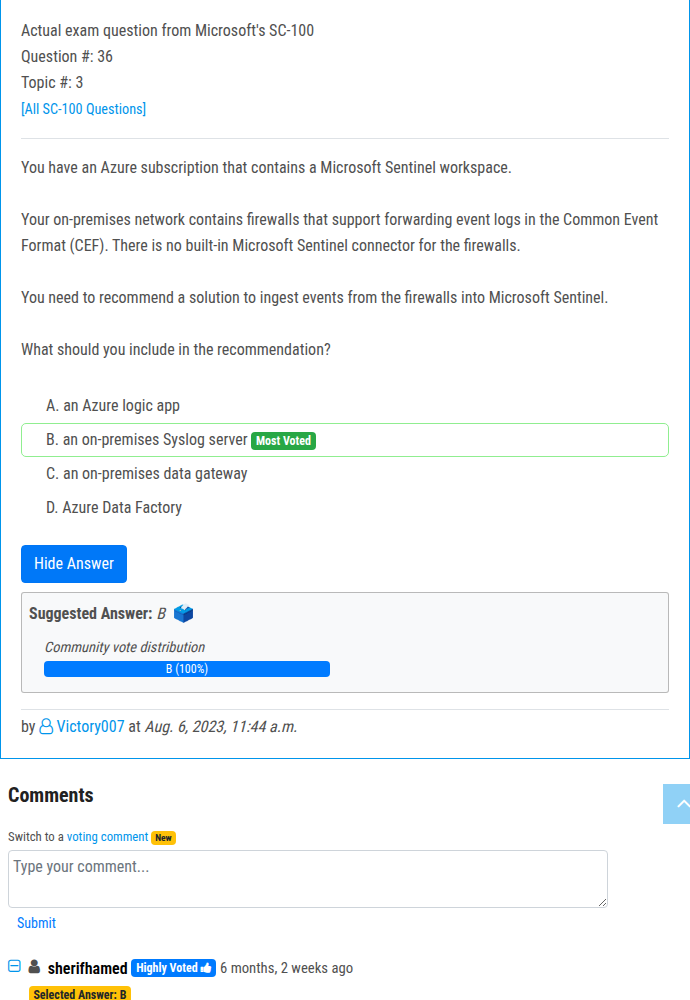 Actual exam question from Microsoft's SC-100
Question #: 36
Topic #: 3
[All SC-100 Questions]
You have an Azure subscription that contains a Microsoft Sentinel workspace.
Your on-premises network contains firewalls that support forwarding event logs in the Common Event
Format (CEF). There is no built-in Microsoft Sentinel connector for the firewalls.
You need to recommend a solution to ingest events from the firewalls into Microsoft Sentinel.
What should you include in the recommendation?
A. an Azure logic app
B. an on-premises Syslog server Most Voted
C. an on-premises data gateway
D. Azure Data Factory
Hide Answer
Suggested Answer: B
Community vote distribution
B (100%)
by Victory007 at Aug. 6, 2023, 11:44 a.m.
Comments
Switch to a voting comment New
Type your comment...
Submit
sherifhamed Highly Voted 6 months, 2 weeks ago
Selected Answer: B